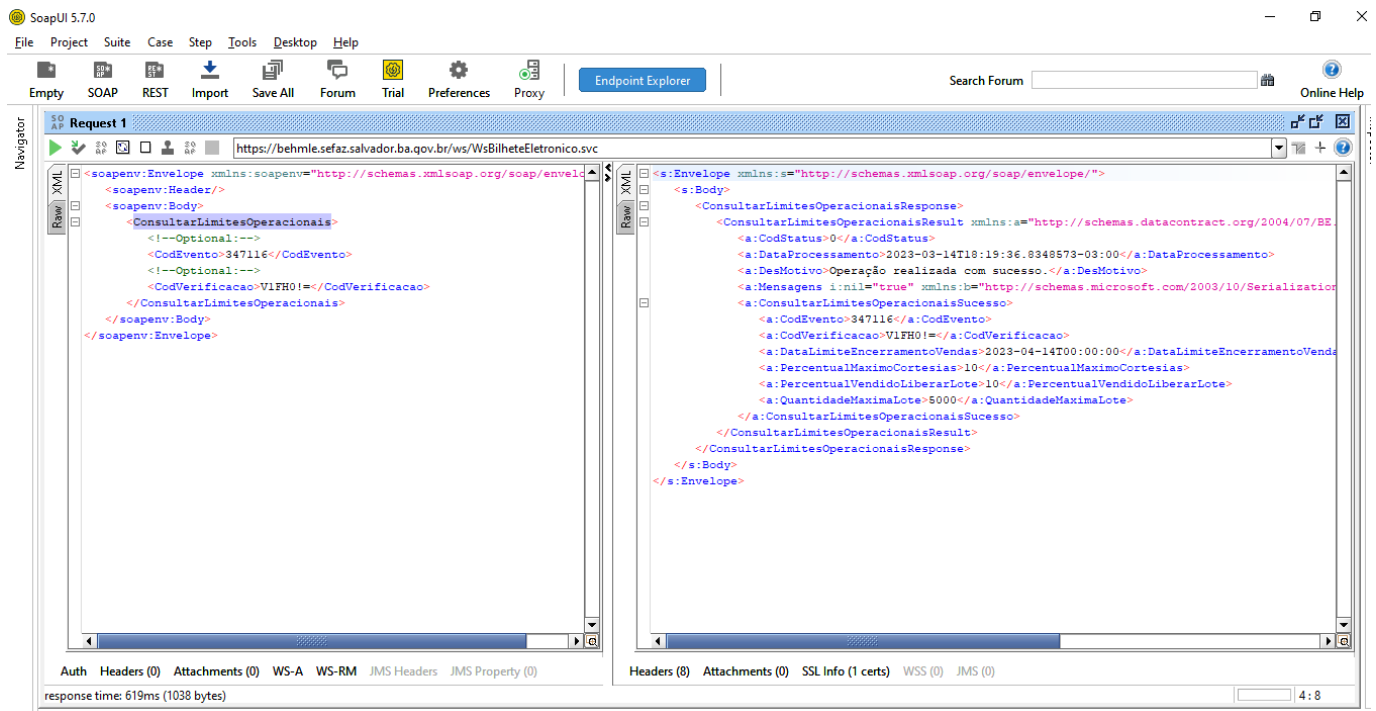 SoapUI 5.7.0
File Project Suite Case Step Tools Desktop Help
Empty SOAP REST Import Save All Forum Trial Preferences Proxy Endpoint Explorer Search Forum Online Help
Navigator
Request 1
https://behmle.sefaz.salvador.ba.gov.br/ws/WsBilheteEletronico.svc
XML
Raw
<soapenv:Envelope xmlns:soapenv="http://schemas.xmlsoap.org/soap/envelo
<soapenv:Header/>
<soapenv:Body>
<ConsultarLimitesOperacionais>
<!--Optional:-->
<CodEvento>347116</CodEvento>
<!--Optional:-->
<CodVerificacao>V1FH0!=</CodVerificacao>
</ConsultarLimitesOperacionais>
</soapenv:Body>
</soapenv:Envelope>
XML
Raw
<s:Envelope xmlns:s="http://schemas.xmlsoap.org/soap/envelope/">
<s:Body>
<ConsultarLimitesOperacionaisResponse>
<ConsultarLimitesOperacionaisResult xmlns:a="http://schemas.datacontract.org/2004/07/BE.
<a:CodStatus>0</a:CodStatus>
<a:DataProcessamento>2023-03-14T18:19:36.8348573-03:00</a:DataProcessamento>
<a:DesMotivo>Operação realizada com sucesso.</a:DesMotivo>
<a:Mensagens i:nil="true" xmlns:b="http://schemas.microsoft.com/2003/10/Serialization
<a:ConsultarLimitesOperacionaisSucesso>
<a:CodEvento>347116</a:CodEvento>
<a:CodVerificacao>V1FH0!=</a:CodVerificacao>
<a:DataLimiteEncerramentoVendas>2023-04-14T00:00:00</a:DataLimiteEncerramentoVenda
<a:PercentualMaximoCortesias>10</a:PercentualMaximoCortesias>
<a:PercentualVendidoLiberarLote>10</a:PercentualVendidoLiberarLote>
<a:QuantidadeMaximaLote>5000</a:QuantidadeMaximaLote>
</a:ConsultarLimitesOperacionaisSucesso>
</ConsultarLimitesOperacionaisResult>
</ConsultarLimitesOperacionaisResponse>
</s:Body>
</s:Envelope>
Auth Headers (0) Attachments (0) WS-A WS-RM JMS Headers JMS Property (0)
Headers (8) Attachments (0) SSL Info (1 certs) WSS (0) JMS (0)
response time: 619ms (1038 bytes)
4 : 8